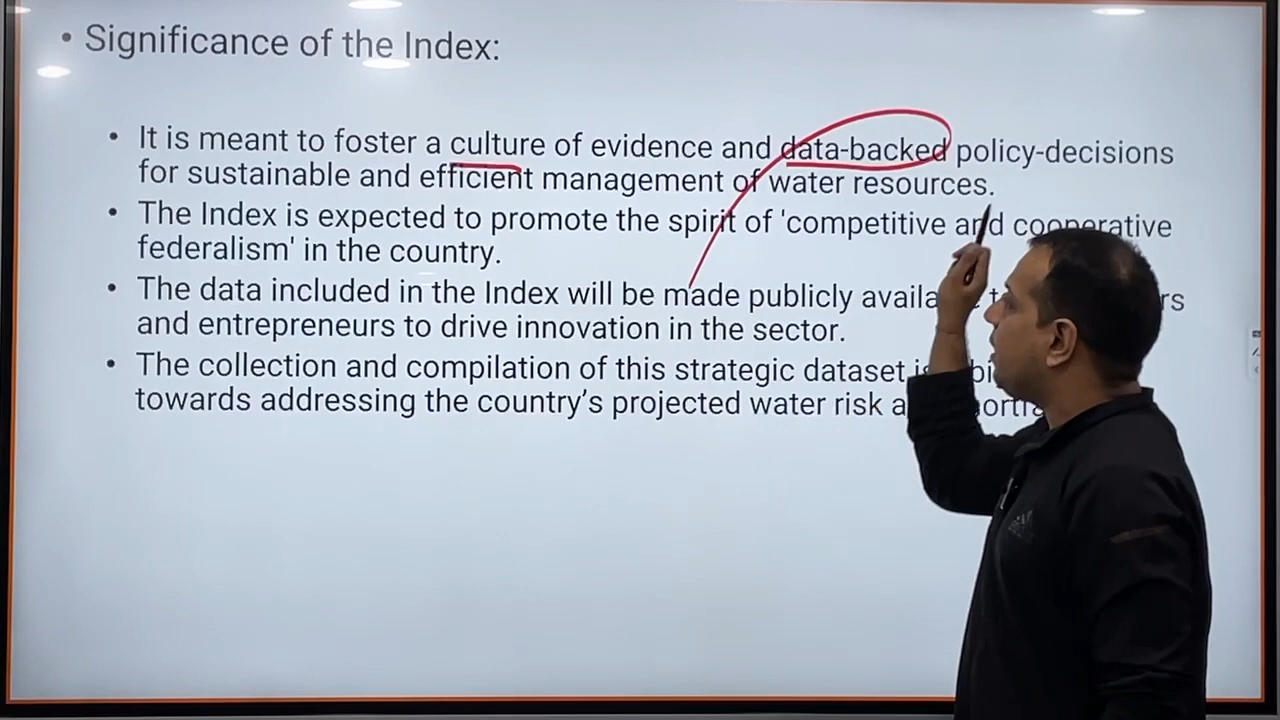 • Significance of the Index:
• It is meant to foster a culture of evidence and data-backed policy-decisions
for sustainable and efficient management of water resources.
• The Index is expected to promote the spirit of 'competitive and cooperative
federalism' in the country.
• The data included in the Index will be made publicly
and entrepreneurs to drive innovation in the sector.
• The collection and compilation of this strategic dataset
towards addressing the country’s projected water risk